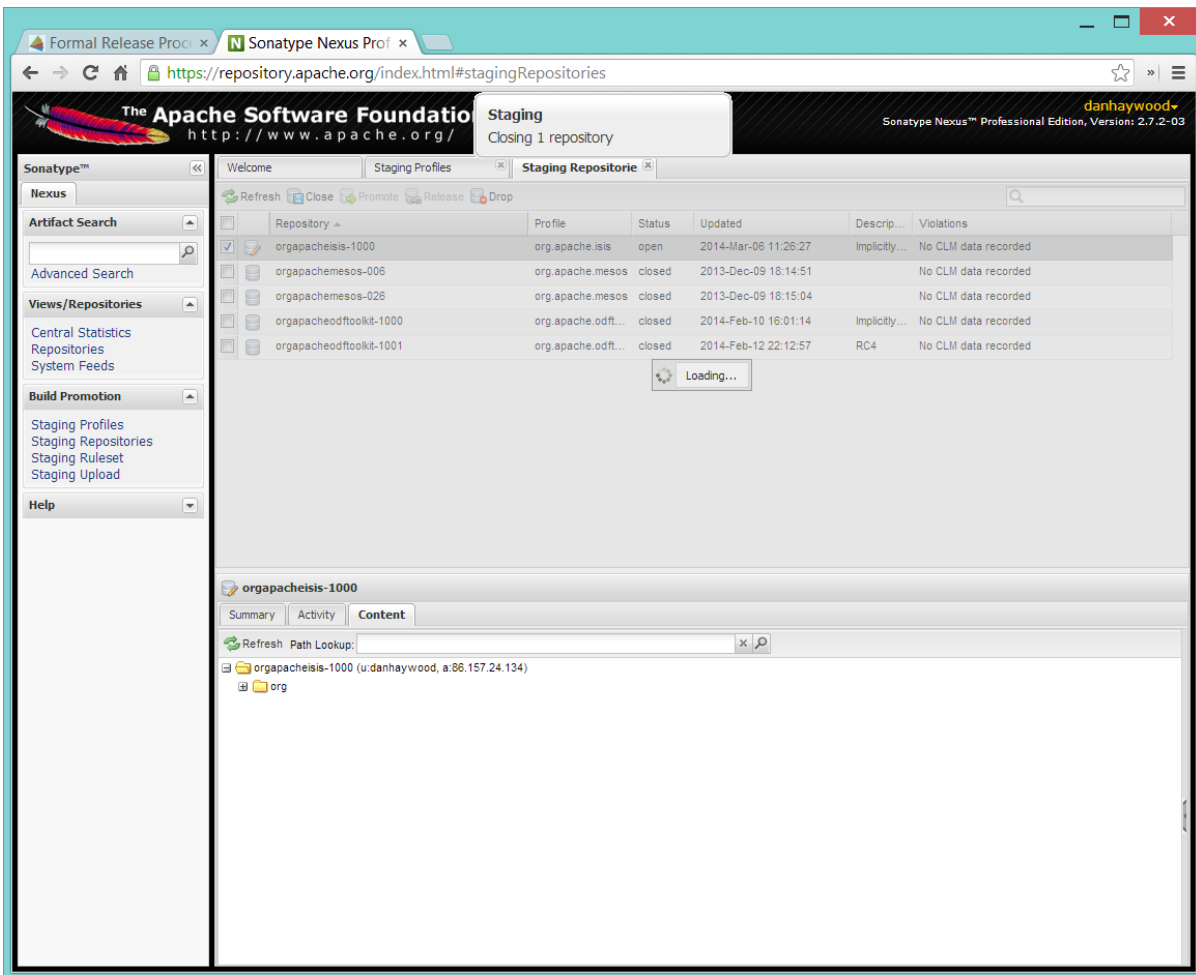 Formal Release Proce × Sonatype Nexus Prof ×
https://repository.apache.org/index.html#stagingRepositories »
The Apache Software Foundatio
http://www.apache.org/
Staging
Closing 1 repository
danhaywood
Sonatype Nexus™ Professional Edition, Version: 2.7.2-03
Sonatype™ «
Nexus
Artifact Search
Advanced Search
Views/Repositories
Central Statistics
Repositories
System Feeds
Build Promotion
Staging Profiles
Staging Repositories
Staging Ruleset
Staging Upload
Help
Welcome Staging Profiles Staging Repositorie
Refresh Close Promote Release Drop
Repository Profile Status Updated Descrip... Violations
orgapacheisis-1000 org.apache.isis open 2014-Mar-06 11:26:27 Implicitly... No CLM data recorded
orgapachemesos-006 org.apache.mesos closed 2013-Dec-09 18:14:51 No CLM data recorded
orgapachemesos-026 org.apache.mesos closed 2013-Dec-09 18:15:04 No CLM data recorded
orgapacheodftoolkit-1000 org.apache.odft... closed 2014-Feb-10 16:01:14 Implicitly... No CLM data recorded
orgapacheodftoolkit-1001 org.apache.odft... closed 2014-Feb-12 22:12:57 RC4 No CLM data recorded
Loading...
orgapacheisis-1000
Summary Activity Content
Refresh Path Lookup:
orgapacheisis-1000 (u:danhaywood, a:86.157.24.134)
org